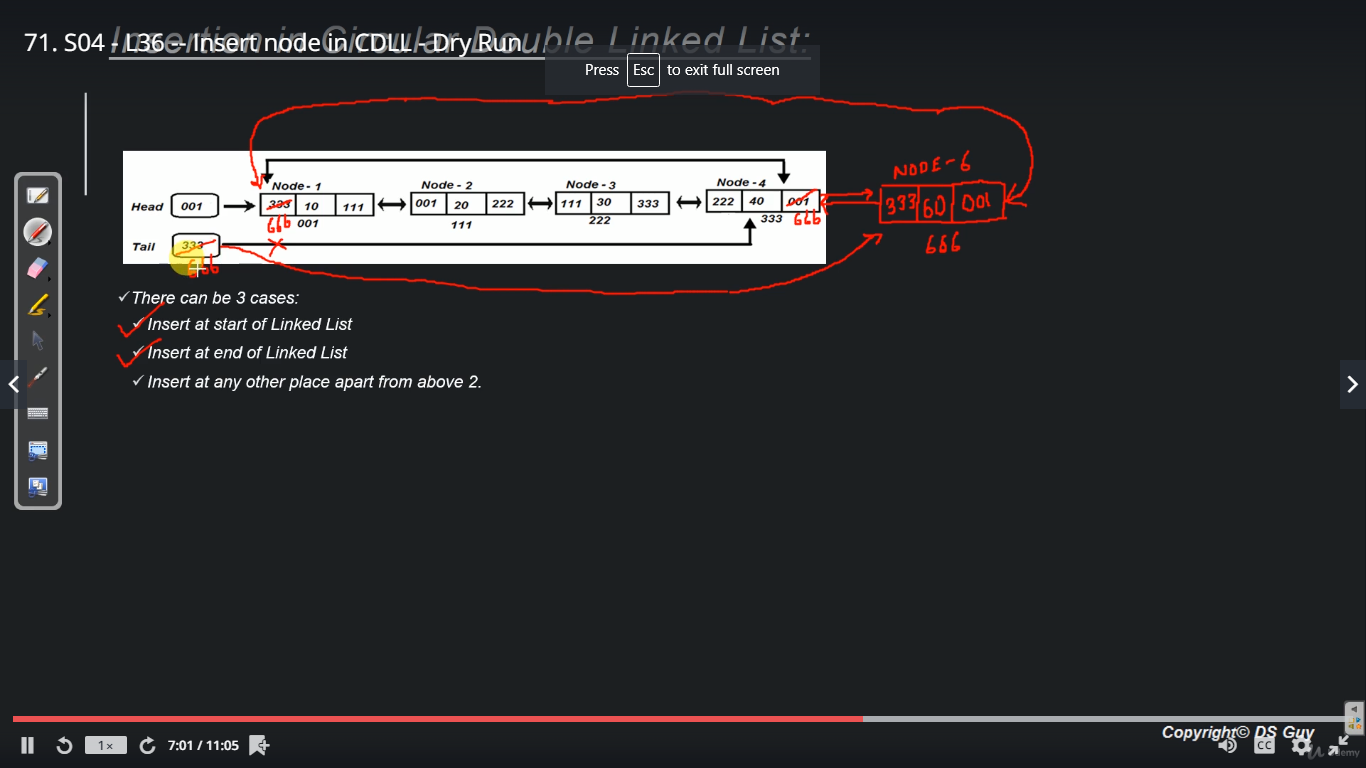 Insertion in Circular Double Linked List:
71. S04 - L36 -- Insert node in CDLL - Dry Run
Press Esc to exit full screen
NODE-6
Node - 1 Node - 2 Node - 3 Node - 4
Head 001 333 10 111 001 20 222 111 30 333 222 40 001 333 60 001
666 001 111 222 333 666 666
Tail 333
666
✓There can be 3 cases:
✓Insert at start of Linked List
✓Insert at end of Linked List
✓Insert at any other place apart from above 2.
Copyright© DS Guy
1× 7:01 / 11:05 CC